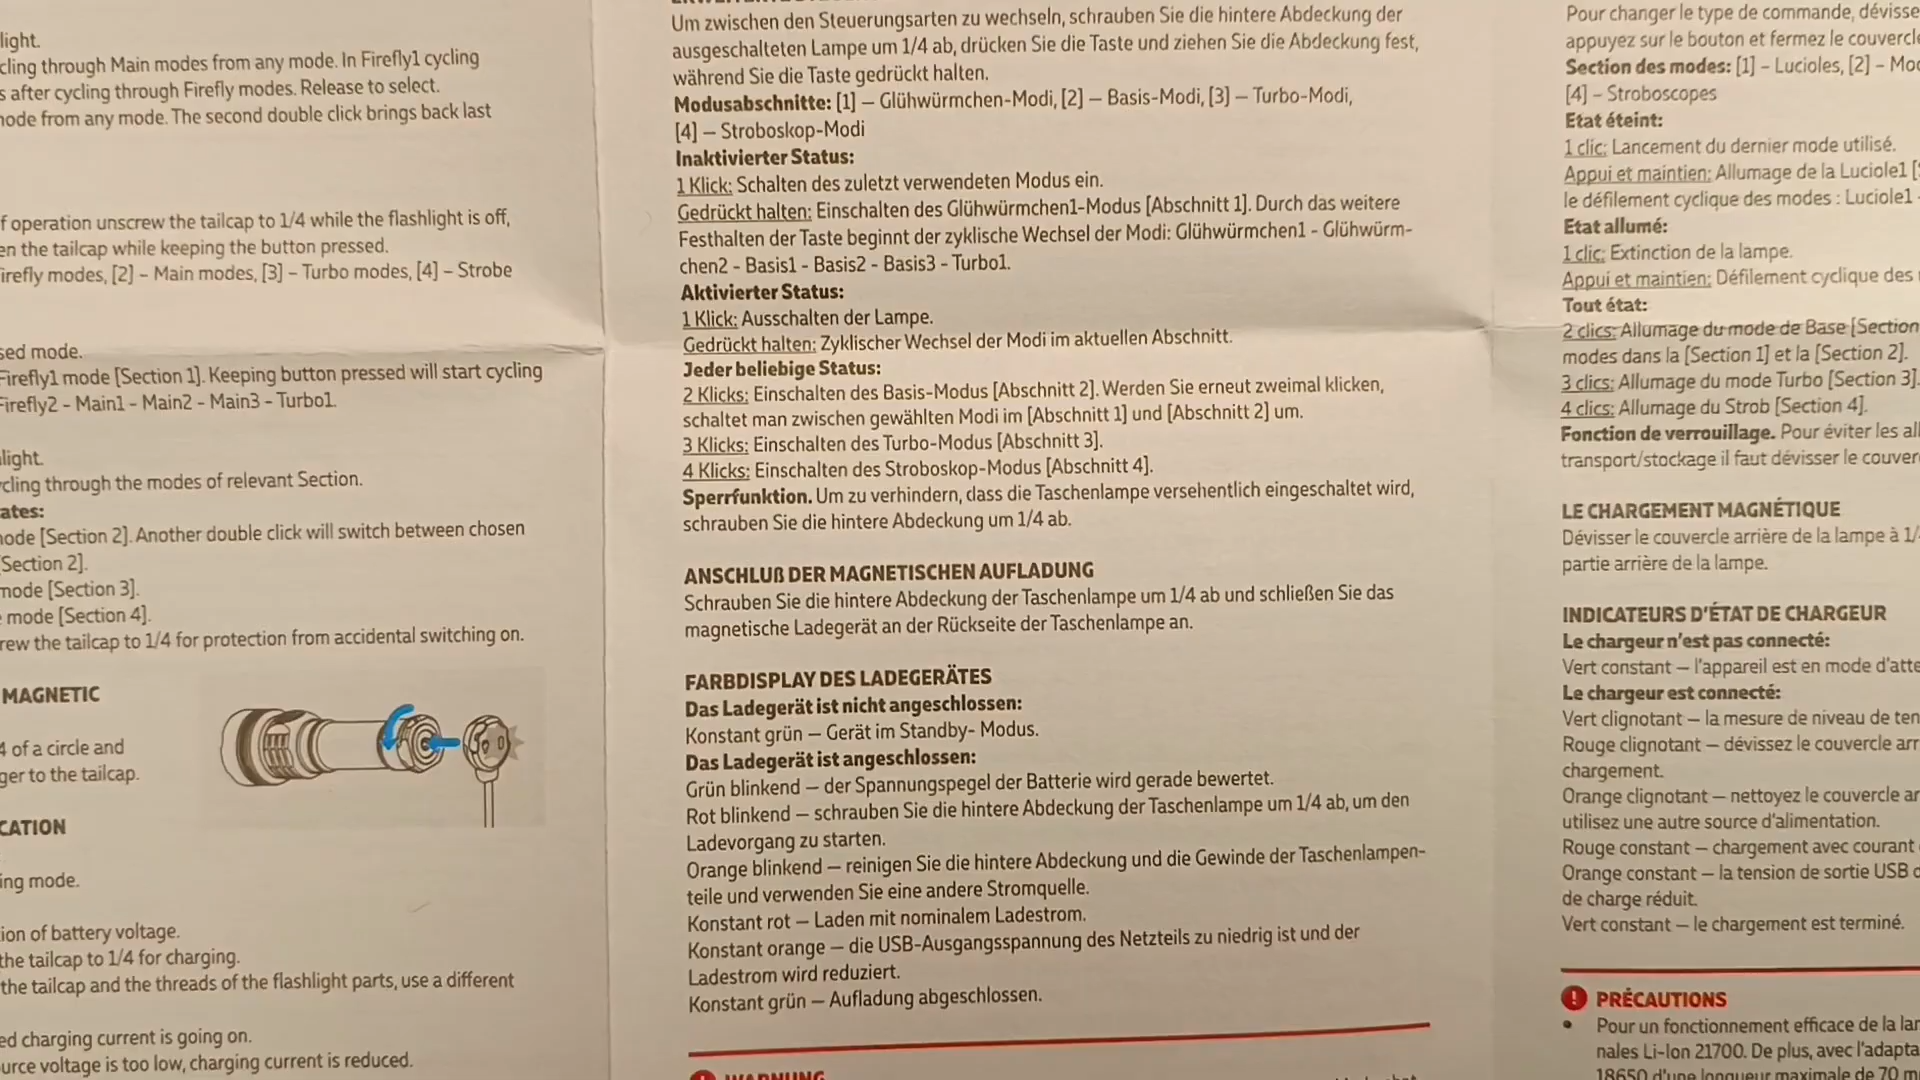 light.
cling through Main modes from any mode. In Firefly1 cycling
s after cycling through Firefly modes. Release to select.
mode from any mode. The second double click brings back last
f operation unscrew the tailcap to 1/4 while the flashlight is off,
en the tailcap while keeping the button pressed.
irefly modes, [2] – Main modes, [3] – Turbo modes, [4] – Strobe
sed mode.
Firefly1 mode [Section 1]. Keeping button pressed will start cycling
Firefly2 - Main1 - Main2 - Main3 - Turbo1.
light.
cling through the modes of relevant Section.
ates:
mode [Section 2]. Another double click will switch between chosen
[Section 2].
mode [Section 3].
mode [Section 4].
rew the tailcap to 1/4 for protection from accidental switching on.
MAGNETIC
4 of a circle and
ger to the tailcap.
CATION
ing mode.
ion of battery voltage.
the tailcap to 1/4 for charging.
the tailcap and the threads of the flashlight parts, use a different
ed charging current is going on.
urce voltage is too low, charging current is reduced.
Um zwischen den Steuerungsarten zu wechseln, schrauben Sie die hintere Abdeckung der
ausgeschalteten Lampe um 1/4 ab, drücken Sie die Taste und ziehen Sie die Abdeckung fest,
während Sie die Taste gedrückt halten.
Modusabschnitte: [1] – Glühwürmchen-Modi, [2] – Basis-Modi, [3] – Turbo-Modi,
[4] – Stroboskop-Modi
Inaktivierter Status:
1 Klick: Schalten des zuletzt verwendeten Modus ein.
Gedrückt halten: Einschalten des Glühwürmchen1-Modus [Abschnitt 1]. Durch das weitere
Festhalten der Taste beginnt der zyklische Wechsel der Modi: Glühwürmchen1 - Glühwürm-
chen2 - Basis1 - Basis2 - Basis3 - Turbo1.
Aktivierter Status:
1 Klick: Ausschalten der Lampe.
Gedrückt halten: Zyklischer Wechsel der Modi im aktuellen Abschnitt.
Jeder beliebige Status:
2 Klicks: Einschalten des Basis-Modus [Abschnitt 2]. Werden Sie erneut zweimal klicken,
schaltet man zwischen gewählten Modi im [Abschnitt 1] und [Abschnitt 2] um.
3 Klicks: Einschalten des Turbo-Modus [Abschnitt 3].
4 Klicks: Einschalten des Stroboskop-Modus [Abschnitt 4].
Sperrfunktion. Um zu verhindern, dass die Taschenlampe versehentlich eingeschaltet wird,
schrauben Sie die hintere Abdeckung um 1/4 ab.
ANSCHLUß DER MAGNETISCHEN AUFLADUNG
Schrauben Sie die hintere Abdeckung der Taschenlampe um 1/4 ab und schließen Sie das
magnetische Ladegerät an der Rückseite der Taschenlampe an.
FARBDISPLAY DES LADEGERÄTES
Das Ladegerät ist nicht angeschlossen:
Konstant grün – Gerät im Standby- Modus.
Das Ladegerät ist angeschlossen:
Grün blinkend – der Spannungspegel der Batterie wird gerade bewertet.
Rot blinkend – schrauben Sie die hintere Abdeckung der Taschenlampe um 1/4 ab, um den
Ladevorgang zu starten.
Orange blinkend – reinigen Sie die hintere Abdeckung und die Gewinde der Taschenlampen-
teile und verwenden Sie eine andere Stromquelle.
Konstant rot – Laden mit nominalem Ladestrom.
Konstant orange – die USB-Ausgangsspannung des Netzteils zu niedrig ist und der
Ladestrom wird reduziert.
Konstant grün – Aufladung abgeschlossen.
WARNUNG
Pour changer le type de commande, dévisse
appuyez sur le bouton et fermez le couvercle
Section des modes: [1] – Lucioles, [2] – Mod
[4] – Stroboscopes
Etat éteint:
1 clic: Lancement du dernier mode utilisé.
Appui et maintien: Allumage de la Luciole1 [
le défilement cyclique des modes : Luciole1 -
Etat allumé:
1 clic: Extinction de la lampe.
Appui et maintien: Défilement cyclique des
Tout état:
2 clics: Allumage du mode de Base [Section
modes dans la [Section 1] et la [Section 2].
3 clics: Allumage du mode Turbo [Section 3].
4 clics: Allumage du Strob [Section 4].
Fonction de verrouillage. Pour éviter les all
transport/stockage il faut dévisser le couver
LE CHARGEMENT MAGNÉTIQUE
Dévisser le couvercle arrière de la lampe à 1/
partie arrière de la lampe.
INDICATEURS D'ÉTAT DE CHARGEUR
Le chargeur n'est pas connecté:
Vert constant – l'appareil est en mode d'atte
Le chargeur est connecté:
Vert clignotant – la mesure de niveau de ten
Rouge clignotant – dévissez le couvercle arr
chargement.
Orange clignotant – nettoyez le couvercle ar
utilisez une autre source d'alimentation.
Rouge constant – chargement avec courant
Orange constant – la tension de sortie USB d
de charge réduit.
Vert constant – le chargement est terminé.
PRÉCAUTIONS
• Pour un fonctionnement efficace de la lam
nales Li-Ion 21700. De plus, avec l'adapta
18650 d'une longueur maximale de 70 m